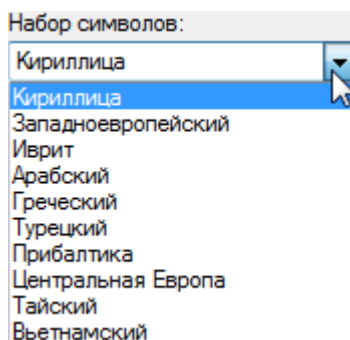 Набор символов:
Кириллица
Кириллица
Западноевропейский
Иврит
Арабский
Греческий
Турецкий
Прибалтика
Центральная Европа
Тайский
Вьетнамский